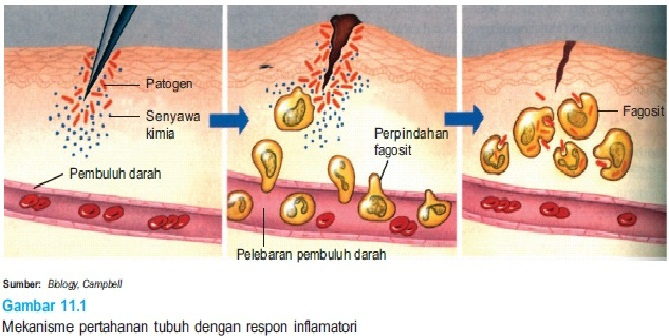 Patogen
Senyawa
kimia
Pembuluh darah
Perpindahan
fagosit
Pelebaran pembuluh darah
Fagosit
Sumber: Biology, Campbell
Gambar 11.1
Mekanisme pertahanan tubuh dengan respon inflamatori